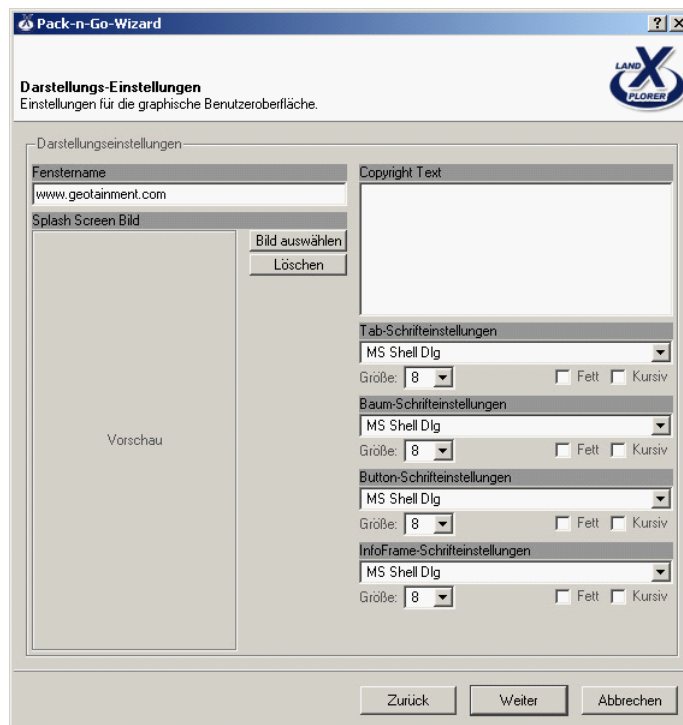 Pack-n-Go-Wizard
LAND X PLORER
Darstellungs-Einstellungen
Einstellungen für die graphische Benutzeroberfläche.
Darstellungseinstellungen
Fenstername
www.geotainment.com
Splash Screen Bild
Bild auswählen
Löschen
Vorschau
Copyright Text
Tab-Schrifteinstellungen
MS Shell Dlg
Größe: 8 Fett Kursiv
Baum-Schrifteinstellungen
MS Shell Dlg
Größe: 8 Fett Kursiv
Button-Schrifteinstellungen
MS Shell Dlg
Größe: 8 Fett Kursiv
InfoFrame-Schrifteinstellungen
MS Shell Dlg
Größe: 8 Fett Kursiv
Zurück Weiter Abbrechen